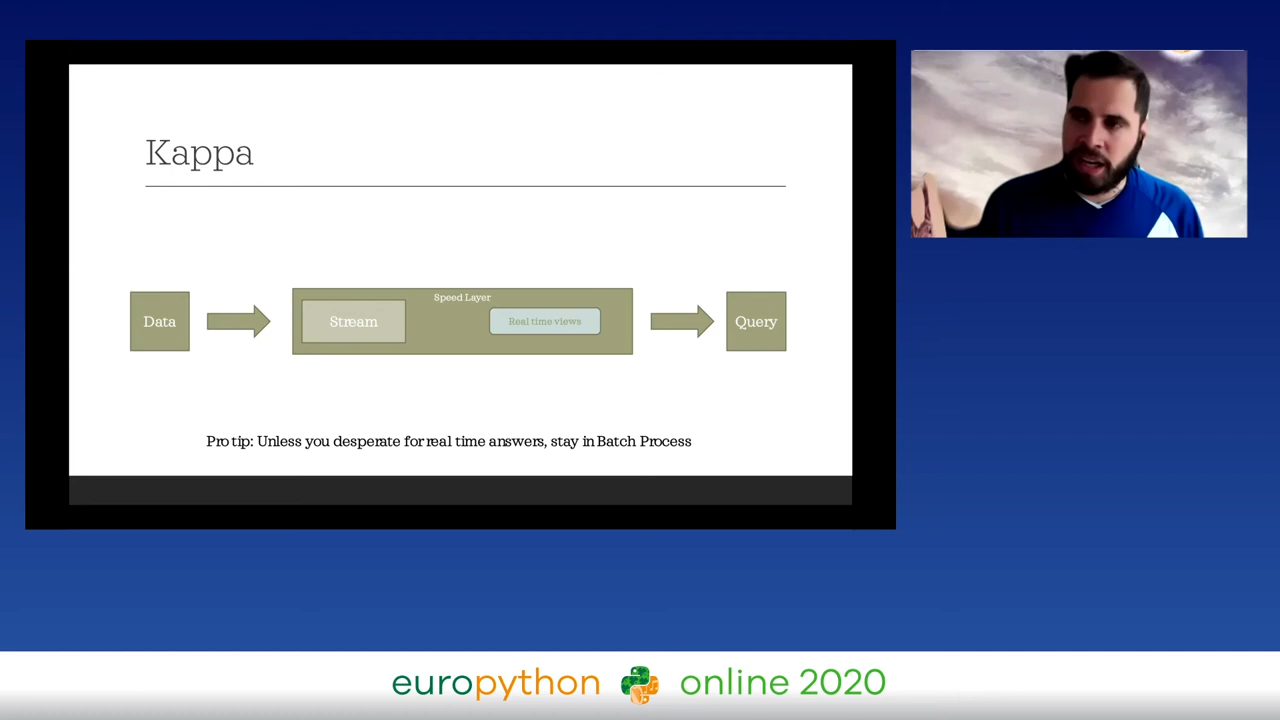 Kappa
Data
Speed Layer
Stream
Real time views
Query
Pro tip: Unless you desperate for real time answers, stay in Batch Process
europython online 2020